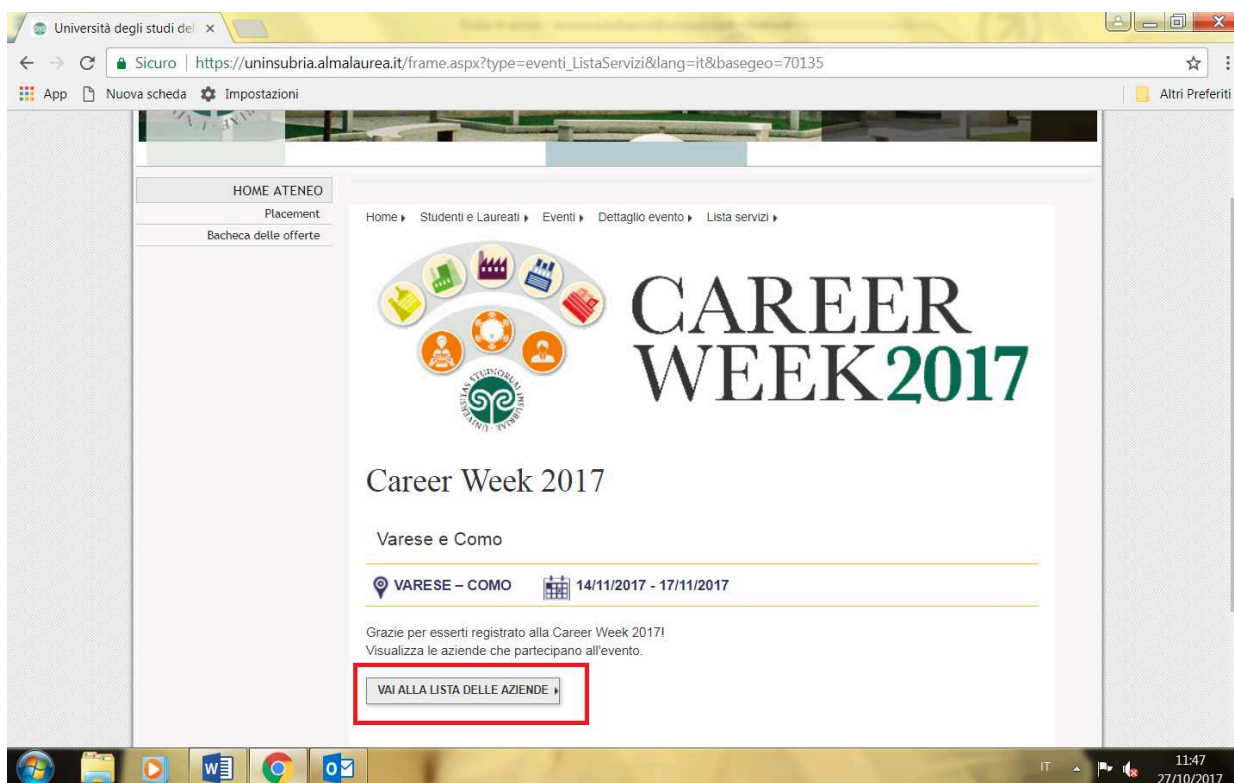 Università degli studi del
Sicuro | https://uninsubria.almalaurea.it/frame.aspx?type=eventi_ListaServizi&lang=it&basegeo=70135
App Nuova scheda Impostazioni Altri Preferiti
HOME ATENEO
Placement
Bacheca delle offerte
Home Studenti e Laureati Eventi Dettaglio evento Lista servizi
CAREER
WEEK2017
UNIVERSITAS STUDIORUM INSUBRIAE
Career Week 2017
Varese e Como
VARESE – COMO 14/11/2017 - 17/11/2017
Grazie per esserti registrato alla Career Week 2017!
Visualizza le aziende che partecipano all'evento.
VAI ALLA LISTA DELLE AZIENDE
IT 11:47
27/10/2017